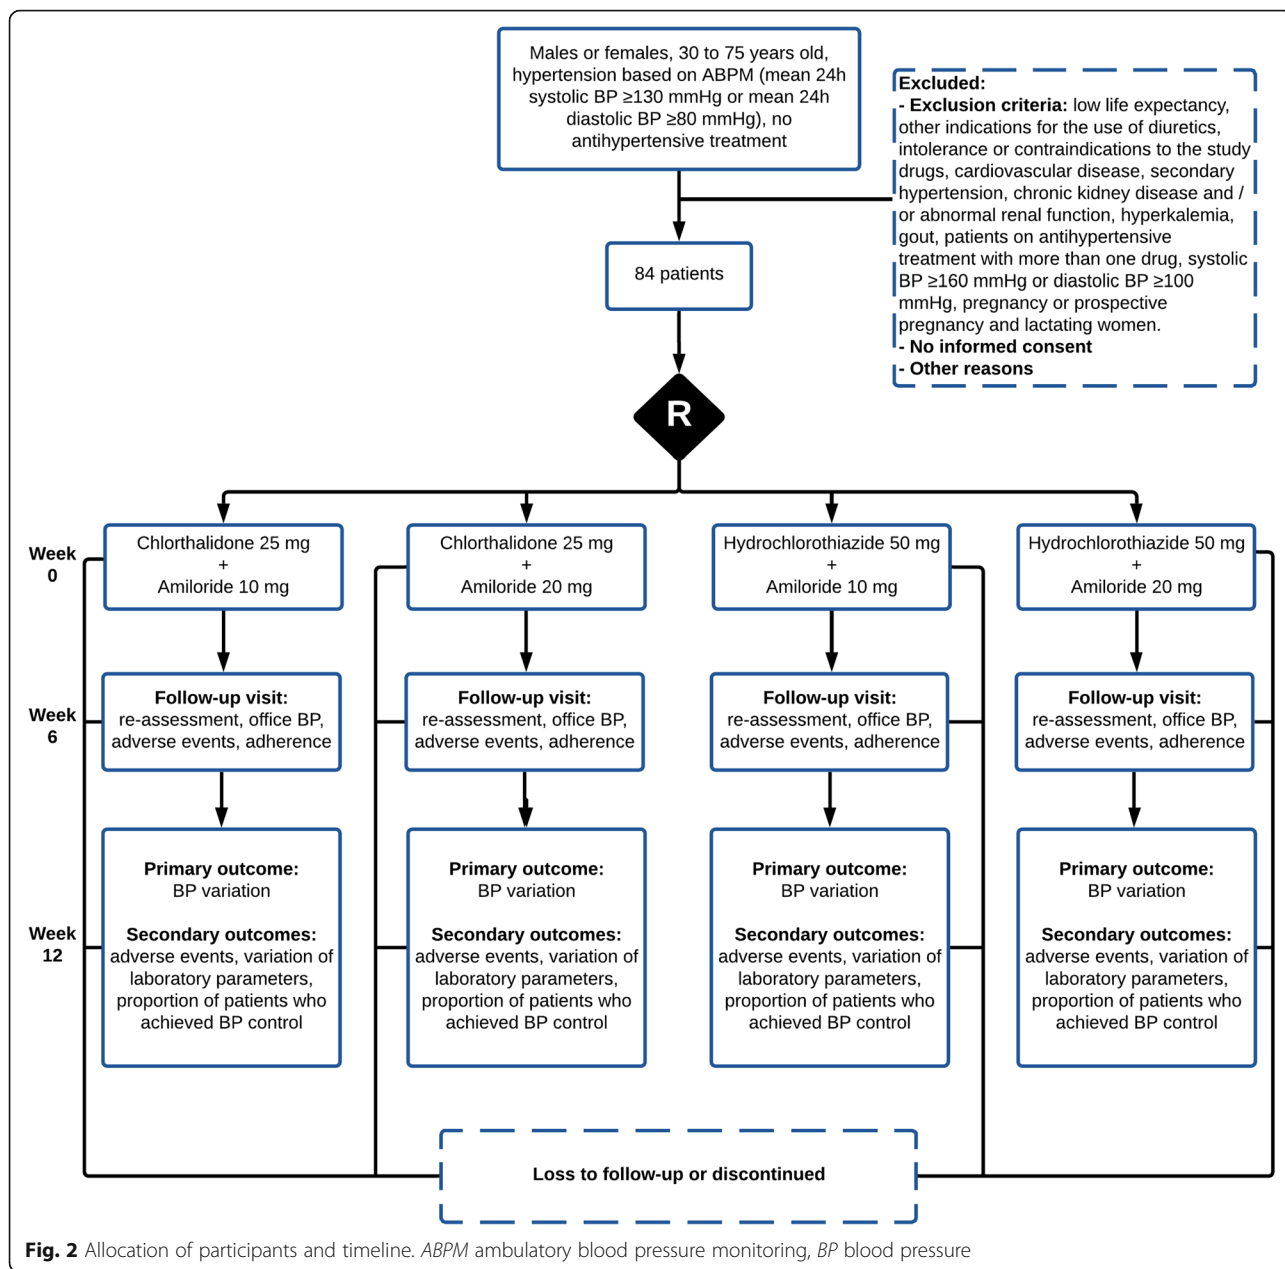 Males or females, 30 to 75 years old,
hypertension based on ABPM (mean 24h
systolic BP ≥130 mmHg or mean 24h
diastolic BP ≥80 mmHg), no
antihypertensive treatment
Excluded:
- Exclusion criteria: low life expectancy,
other indications for the use of diuretics,
intolerance or contraindications to the study
drugs, cardiovascular disease, secondary
hypertension, chronic kidney disease and /
or abnormal renal function, hyperkalemia,
gout, patients on antihypertensive
treatment with more than one drug, systolic
BP ≥160 mmHg or diastolic BP ≥100
mmHg, pregnancy or prospective
pregnancy and lactating women.
- No informed consent
- Other reasons
84 patients
R
Week
0
Chlorthalidone 25 mg
+
Amiloride 10 mg
Chlorthalidone 25 mg
+
Amiloride 20 mg
Hydrochlorothiazide 50 mg
+
Amiloride 10 mg
Hydrochlorothiazide 50 mg
+
Amiloride 20 mg
Week
6
Follow-up visit:
re-assessment, office BP,
adverse events, adherence
Follow-up visit:
re-assessment, office BP,
adverse events, adherence
Follow-up visit:
re-assessment, office BP,
adverse events, adherence
Follow-up visit:
re-assessment, office BP,
adverse events, adherence
Week
12
Primary outcome:
BP variation
Secondary outcomes:
adverse events, variation of
laboratory parameters,
proportion of patients who
achieved BP control
Primary outcome:
BP variation
Secondary outcomes:
adverse events, variation of
laboratory parameters,
proportion of patients who
achieved BP control
Primary outcome:
BP variation
Secondary outcomes:
adverse events, variation of
laboratory parameters,
proportion of patients who
achieved BP control
Primary outcome:
BP variation
Secondary outcomes:
adverse events, variation of
laboratory parameters,
proportion of patients who
achieved BP control
Loss to follow-up or discontinued
Fig. 2 Allocation of participants and timeline. ABPM ambulatory blood pressure monitoring, BP blood pressure